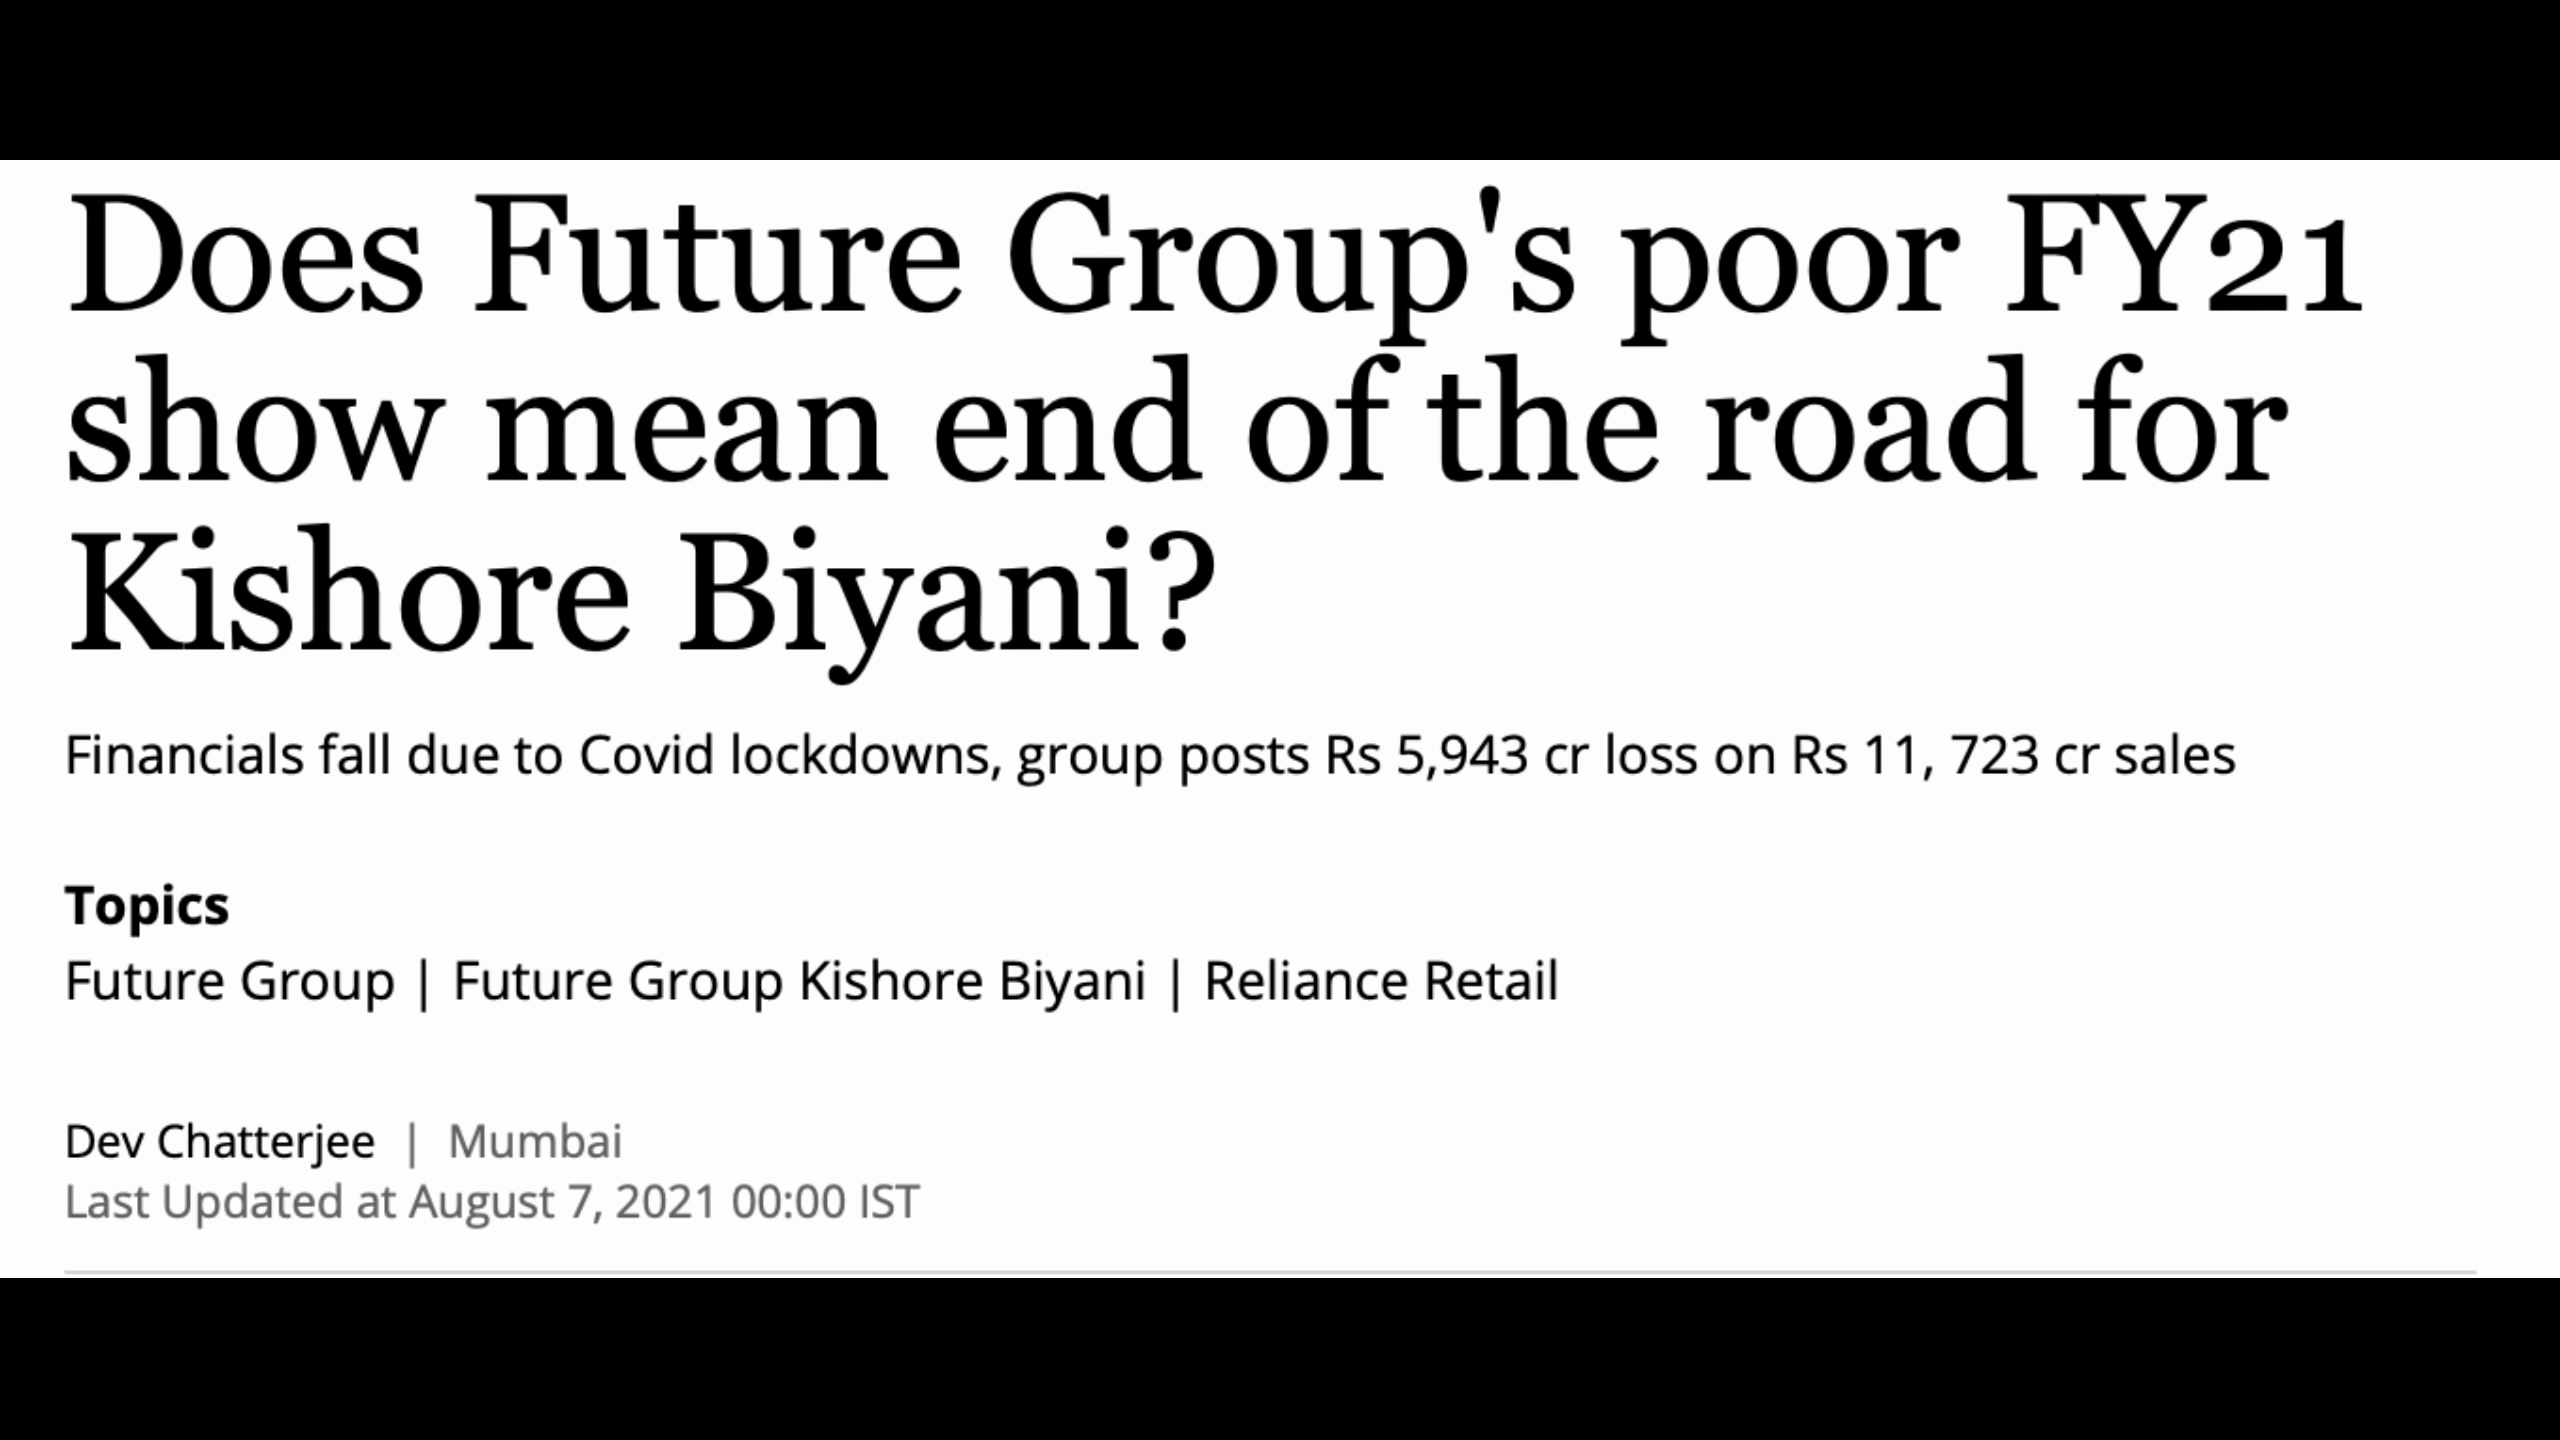 Does Future Group's poor FY21
show mean end of the road for
Kishore Biyani?
Financials fall due to Covid lockdowns, group posts Rs 5,943 cr loss on Rs 11, 723 cr sales
Topics
Future Group | Future Group Kishore Biyani | Reliance Retail
Dev Chatterjee | Mumbai
Last Updated at August 7, 2021 00:00 IST